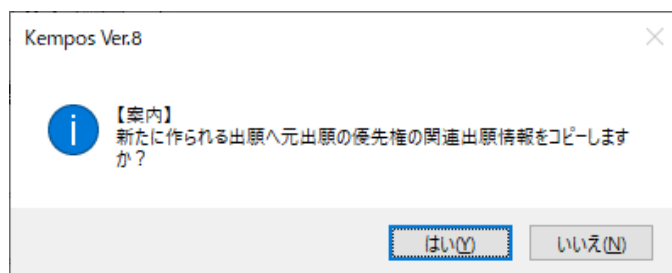 Kempos Ver.8
【案内】
新たに作られる出願へ元出願の優先権の関連出願情報をコピーします
か？
はい(Y)
いいえ(N)